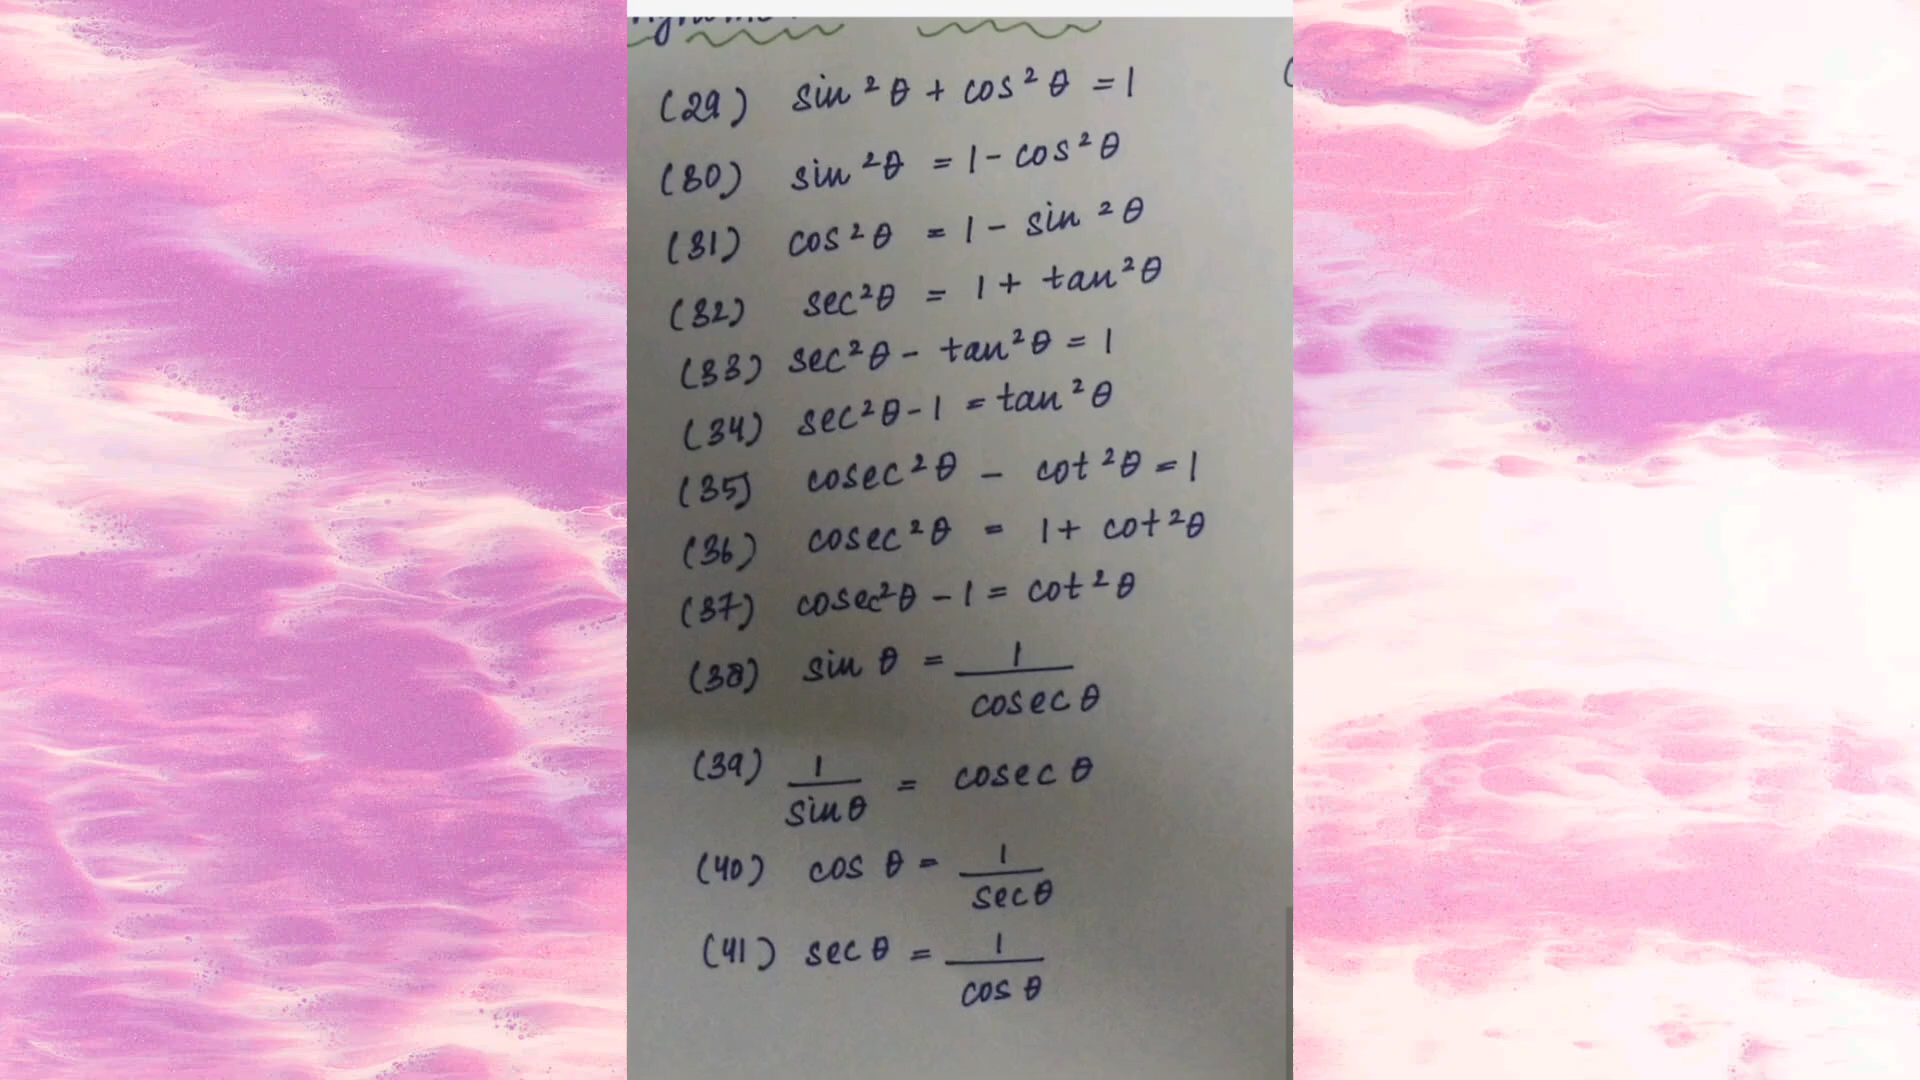 (29) sin²θ + cos²θ = 1
(30) sin²θ = 1 - cos²θ
(31) cos²θ = 1 - sin²θ
(32) sec²θ = 1 + tan²θ
(33) sec²θ - tan²θ = 1
(34) sec²θ - 1 = tan²θ
(35) cosec²θ - cot²θ = 1
(36) cosec²θ = 1 + cot²θ
(37) cosec²θ - 1 = cot²θ
(38) sin θ = 1/cosec θ
(39) 1/sin θ = cosec θ
(40) cos θ = 1/sec θ
(41) sec θ = 1/cos θ